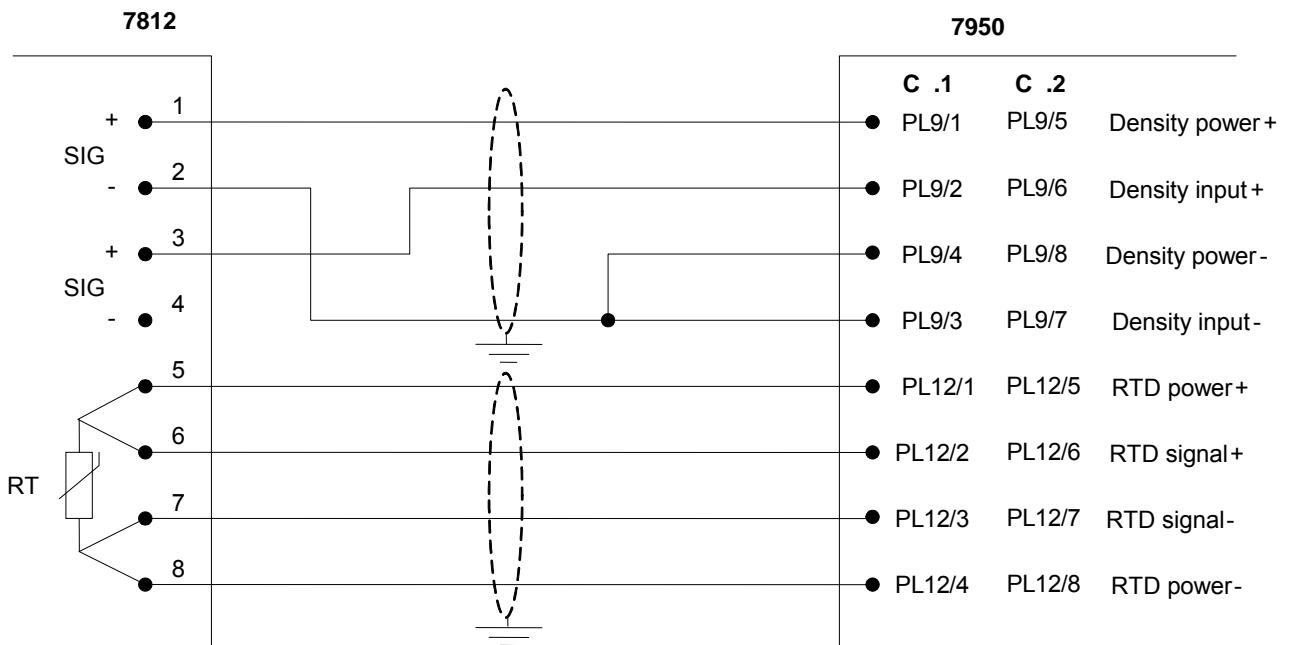 7812
7950
C .1 C .2
1
+
PL9/1 PL9/5 Density power+
SIG
2
-
PL9/2 PL9/6 Density input+
3
+
PL9/4 PL9/8 Density power-
SIG
4
-
PL9/3 PL9/7 Density input-
5
PL12/1 PL12/5 RTD power+
6
PL12/2 PL12/6 RTD signal+
RT
7
PL12/3 PL12/7 RTD signal-
8
PL12/4 PL12/8 RTD power-